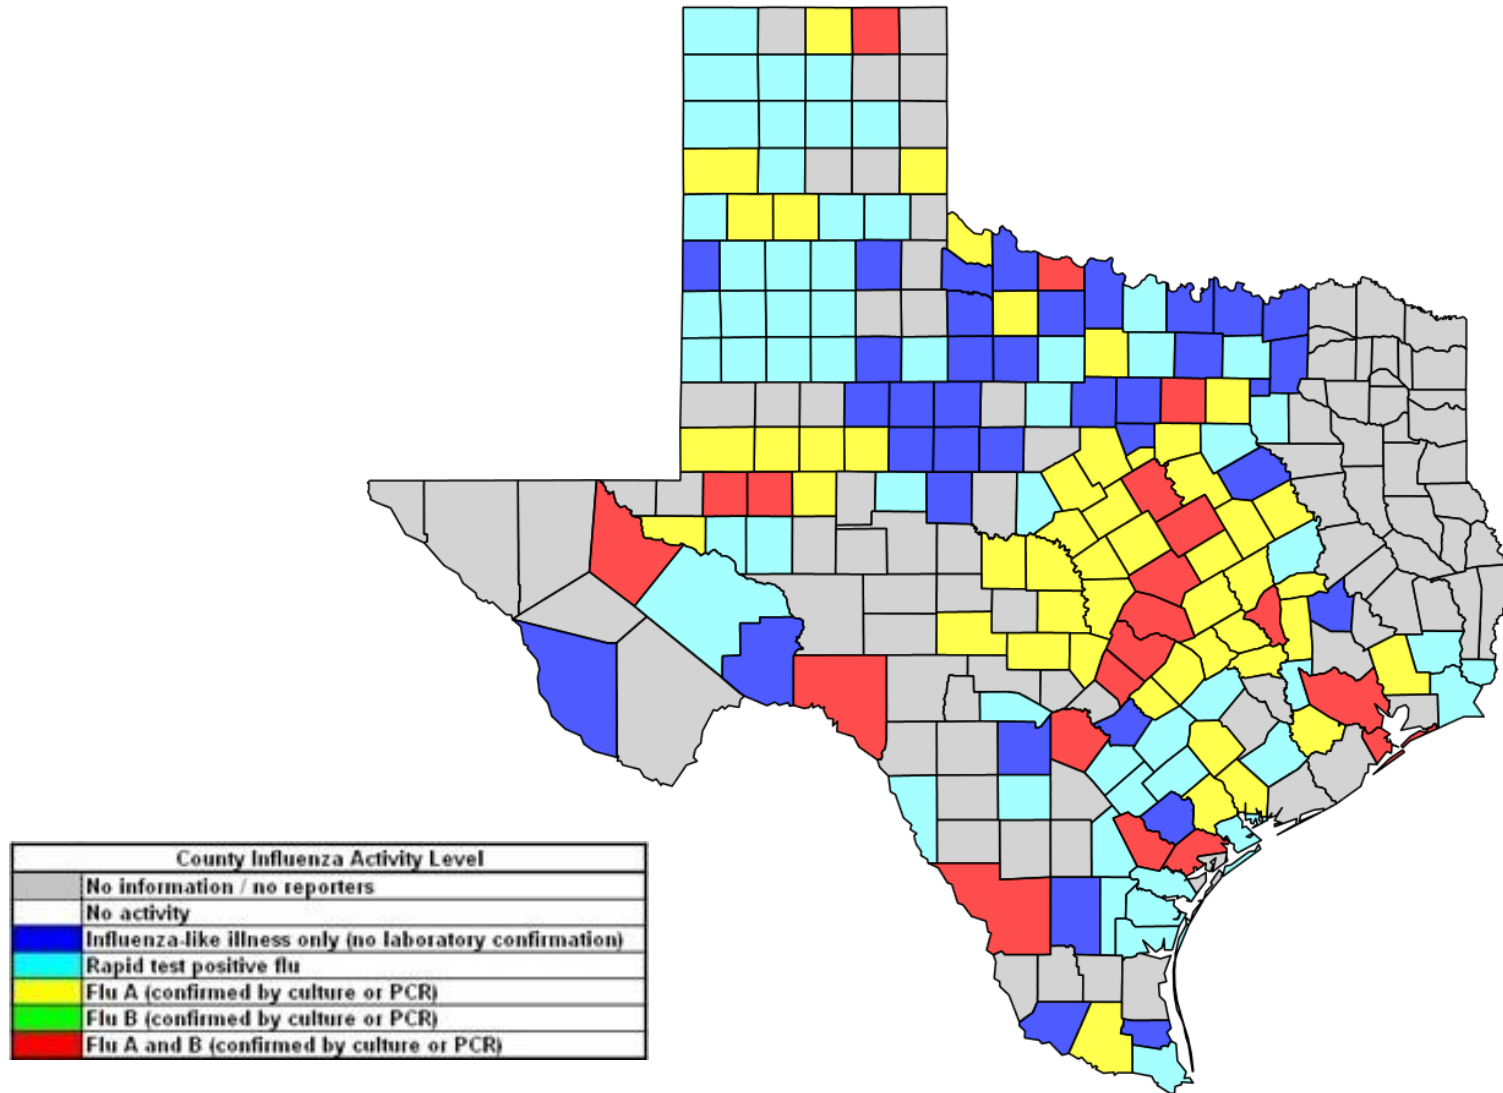 County Influenza Activity Level
No information / no reporters
No activity
Influenza-like illness only (no laboratory confirmation)
Rapid test positive flu
Flu A (confirmed by culture or PCR)
Flu B (confirmed by culture or PCR)
Flu A and B (confirmed by culture or PCR)